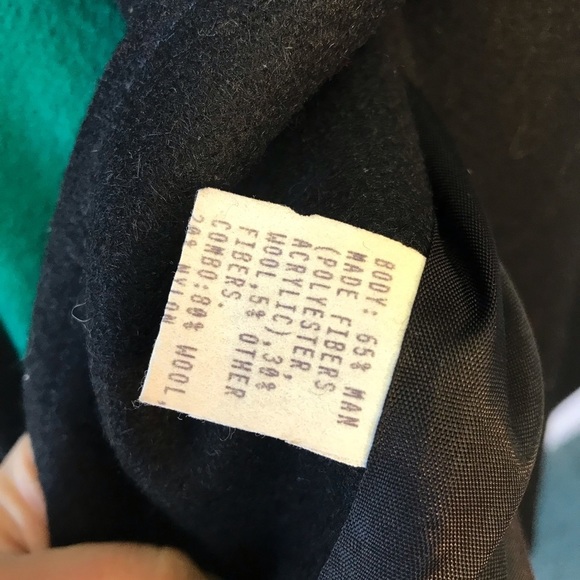 BODY: 65% MAN
MADE FIBERS
(POLYESTER,
ACRYLIC),30%
WOOL,5% OTHER
FIBERS.
COMBO:80% WOOL,
20% NYLON